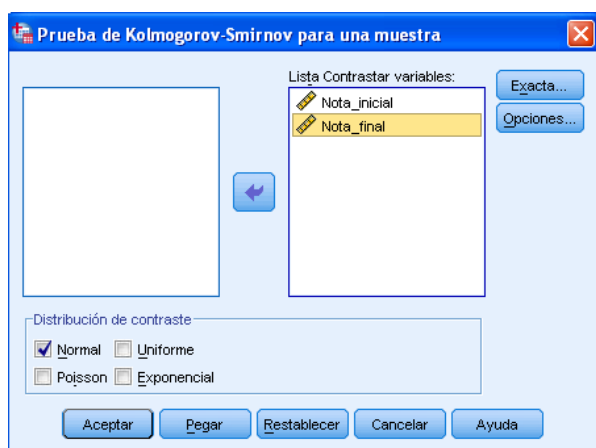 Prueba de Kolmogorov-Smirnov para una muestra
Lista Contrastar variables:
Nota_inicial
Nota_final
Exacta...
Opciones...
Distribución de contraste
Normal Uniforme
Poisson Exponencial
Aceptar Pegar Restablecer Cancelar Ayuda